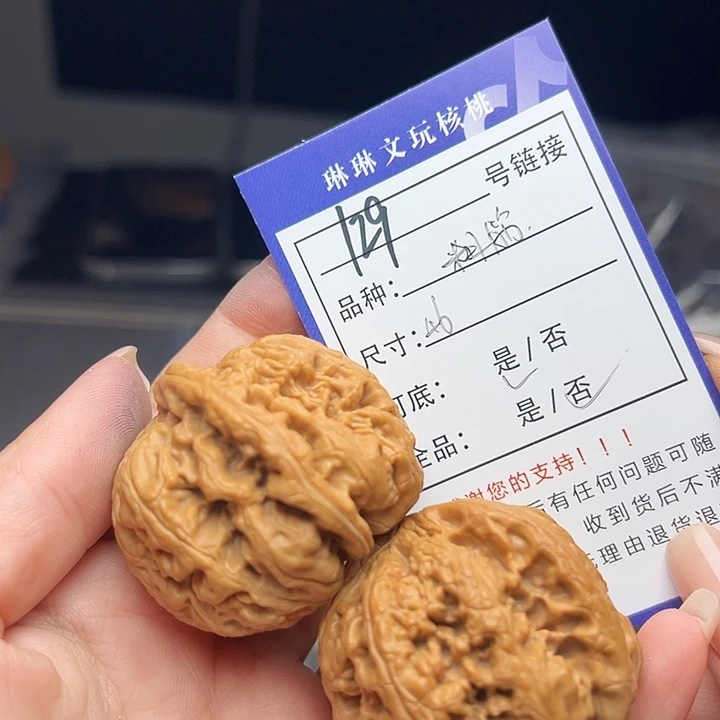 琳琳文玩核桃
129 号链接
品种：
尺寸：46
打底： 是/否
全品： 是/否
谢您的支持！！！
有任何问题可随
收到货后不满
理由退货退